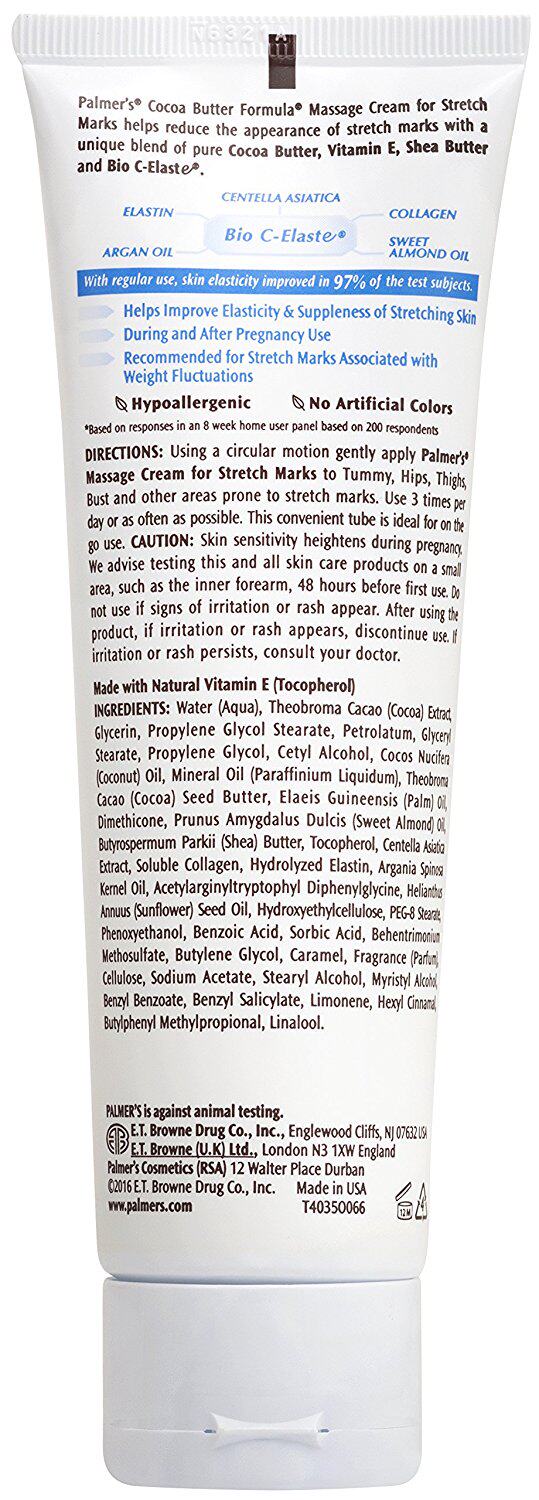 N6321A
Palmer's® Cocoa Butter Formula® Massage Cream for Stretch
Marks helps reduce the appearance of stretch marks with a
unique blend of pure Cocoa Butter, Vitamin E, Shea Butter
and Bio C-Elaste®.
CENTELLA ASIATICA
ELASTIN
COLLAGEN
Bio C-Elaste®
ARGAN OIL
SWEET
ALMOND OIL
With regular use, skin elasticity improved in 97% of the test subjects.
Helps Improve Elasticity & Suppleness of Stretching Skin
During and After Pregnancy Use
Recommended for Stretch Marks Associated with
Weight Fluctuations
Hypoallergenic No Artificial Colors
*Based on responses in an 8 week home user panel based on 200 respondents
DIRECTIONS: Using a circular motion gently apply Palmer's®
Massage Cream for Stretch Marks to Tummy, Hips, Thighs,
Bust and other areas prone to stretch marks. Use 3 times per
day or as often as possible. This convenient tube is ideal for on the
go use. CAUTION: Skin sensitivity heightens during pregnancy.
We advise testing this and all skin care products on a small
area, such as the inner forearm, 48 hours before first use. Do
not use if signs of irritation or rash appear. After using the
product, if irritation or rash appears, discontinue use. If
irritation or rash persists, consult your doctor.
Made with Natural Vitamin E (Tocopherol)
INGREDIENTS: Water (Aqua), Theobroma Cacao (Cocoa) Extract,
Glycerin, Propylene Glycol Stearate, Petrolatum, Glyceryl
Stearate, Propylene Glycol, Cetyl Alcohol, Cocos Nucifera
(Coconut) Oil, Mineral Oil (Paraffinium Liquidum), Theobroma
Cacao (Cocoa) Seed Butter, Elaeis Guineensis (Palm) Oil,
Dimethicone, Prunus Amygdalus Dulcis (Sweet Almond) Oil,
Butyrospermum Parkii (Shea) Butter, Tocopherol, Centella Asiatica
Extract, Soluble Collagen, Hydrolyzed Elastin, Argania Spinosa
Kernel Oil, Acetylarginyltryptophyl Diphenylglycine, Helianthus
Annuus (Sunflower) Seed Oil, Hydroxyethylcellulose, PEG-8 Stearate,
Phenoxyethanol, Benzoic Acid, Sorbic Acid, Behentrimonium
Methosulfate, Butylene Glycol, Caramel, Fragrance (Parfum),
Cellulose, Sodium Acetate, Stearyl Alcohol, Myristyl Alcohol,
Benzyl Benzoate, Benzyl Salicylate, Limonene, Hexyl Cinnamal,
Butylphenyl Methylpropional, Linalool.
PALMER'S is against animal testing.
EB E.T. Browne Drug Co., Inc., Englewood Cliffs, NJ 07632 USA
E.T. Browne (U.K) Ltd., London N3 1XW England
Palmer's Cosmetics (RSA) 12 Walter Place Durban
©2016 E.T. Browne Drug Co., Inc. Made in USA
www.palmers.com T40350066
12M 4